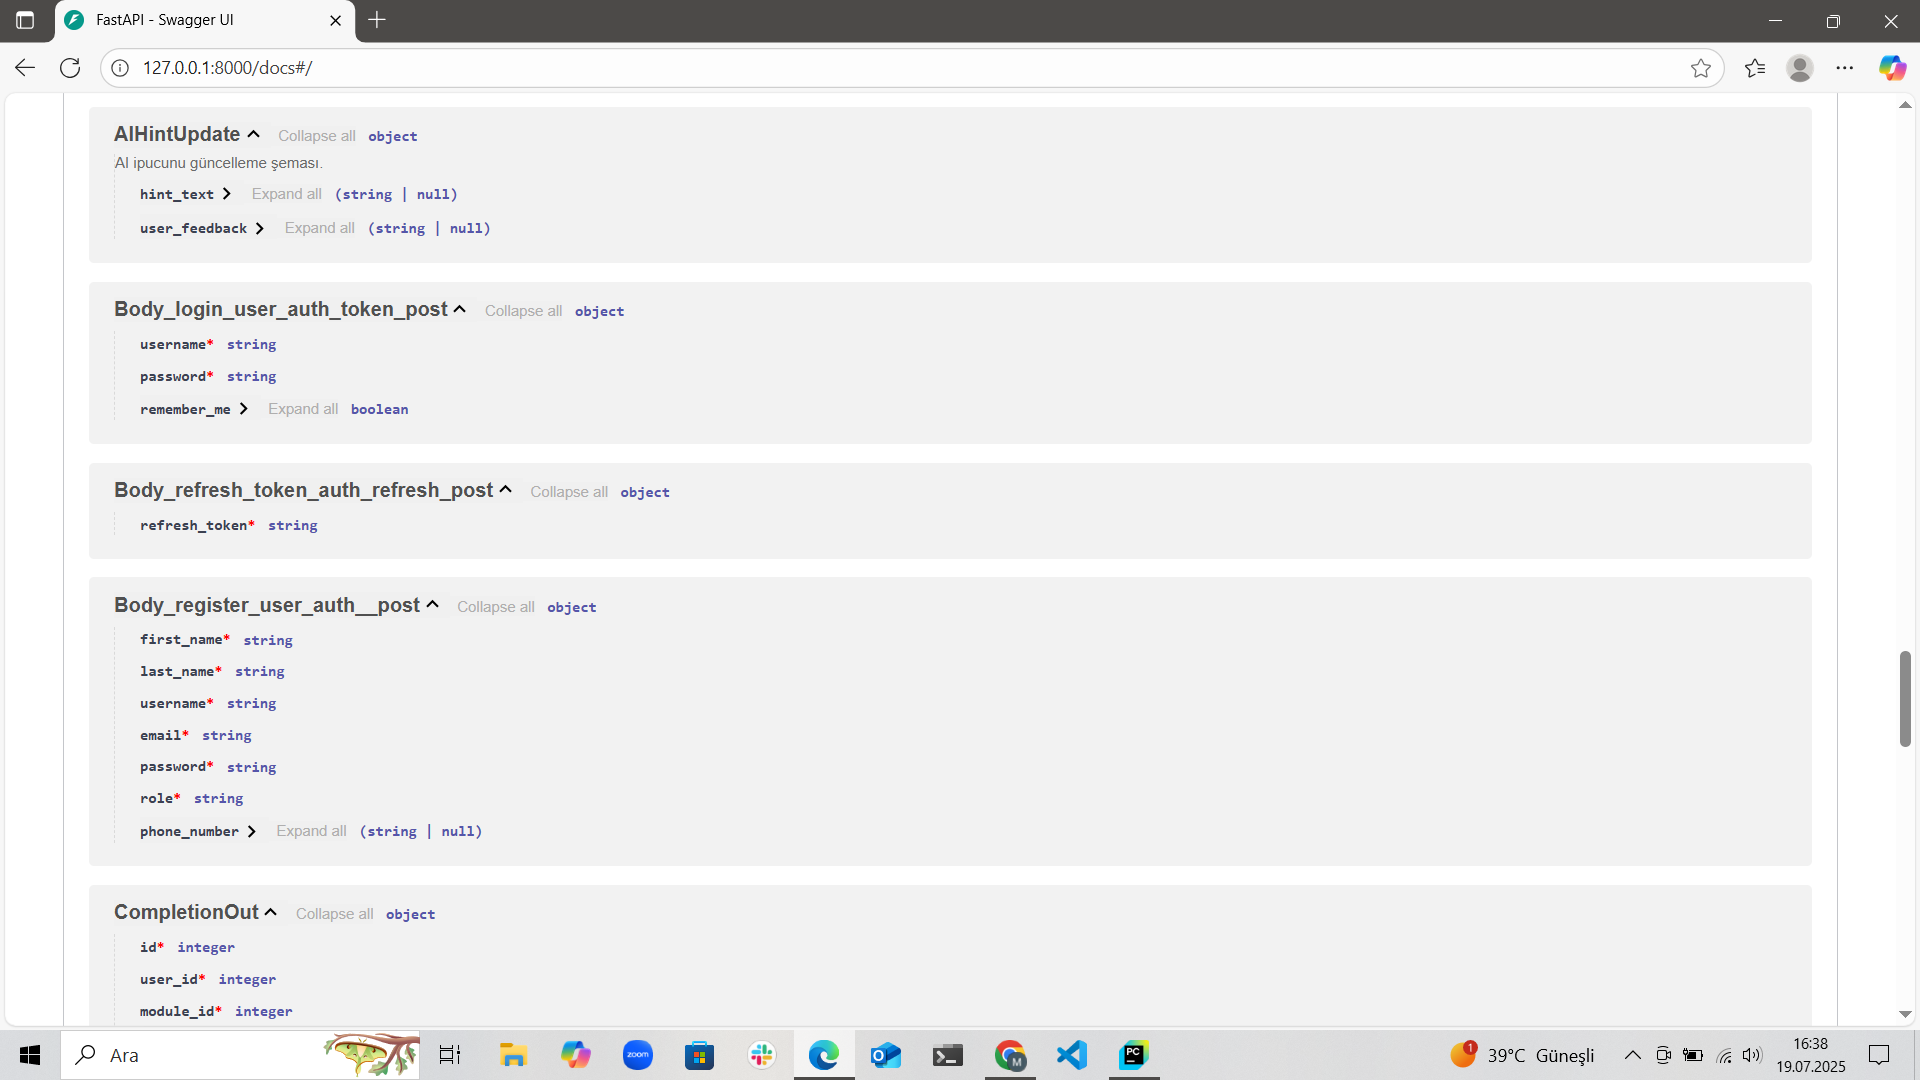 FastAPI - Swagger UI
127.0.0.1:8000/docs#/
AIHintUpdate Collapse all object
AI ipucunu güncelleme şeması.
hint_text Expand all (string | null)
user_feedback Expand all (string | null)
Body_login_user_auth_token_post Collapse all object
username* string
password* string
remember_me Expand all boolean
Body_refresh_token_auth_refresh_post Collapse all object
refresh_token* string
Body_register_user_auth__post Collapse all object
first_name* string
last_name* string
username* string
email* string
password* string
role* string
phone_number Expand all (string | null)
CompletionOut Collapse all object
id* integer
user_id* integer
module_id* integer
Ara
zoom
O
M
PC
1
39°C Güneşli
16:38
19.07.2025